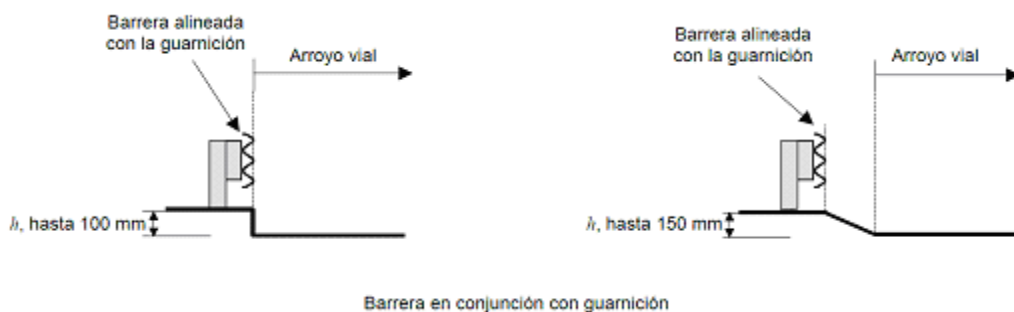 Barrera alineada
con la guarnición
Arroyo vial
h, hasta 100 mm
Barrera alineada
con la guarnición
Arroyo vial
h, hasta 150 mm
Barrera en conjunción con guarnición